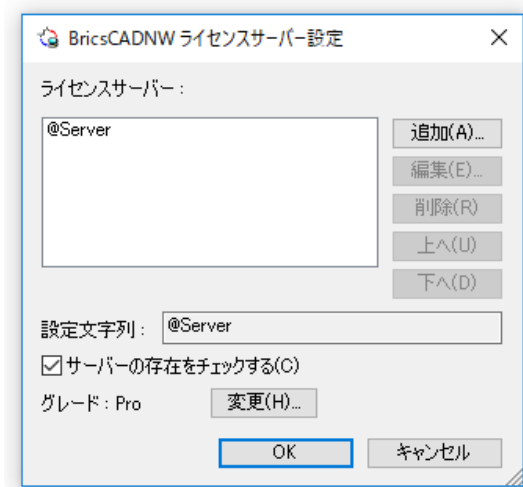 BricsCADNW ライセンスサーバー設定
ライセンスサーバー:
@Server
追加(A)...
編集(E)...
削除(R)
上へ(U)
下へ(D)
設定文字列: @Server
サーバーの存在をチェックする(C)
グレード : Pro 変更(H)...
OK キャンセル